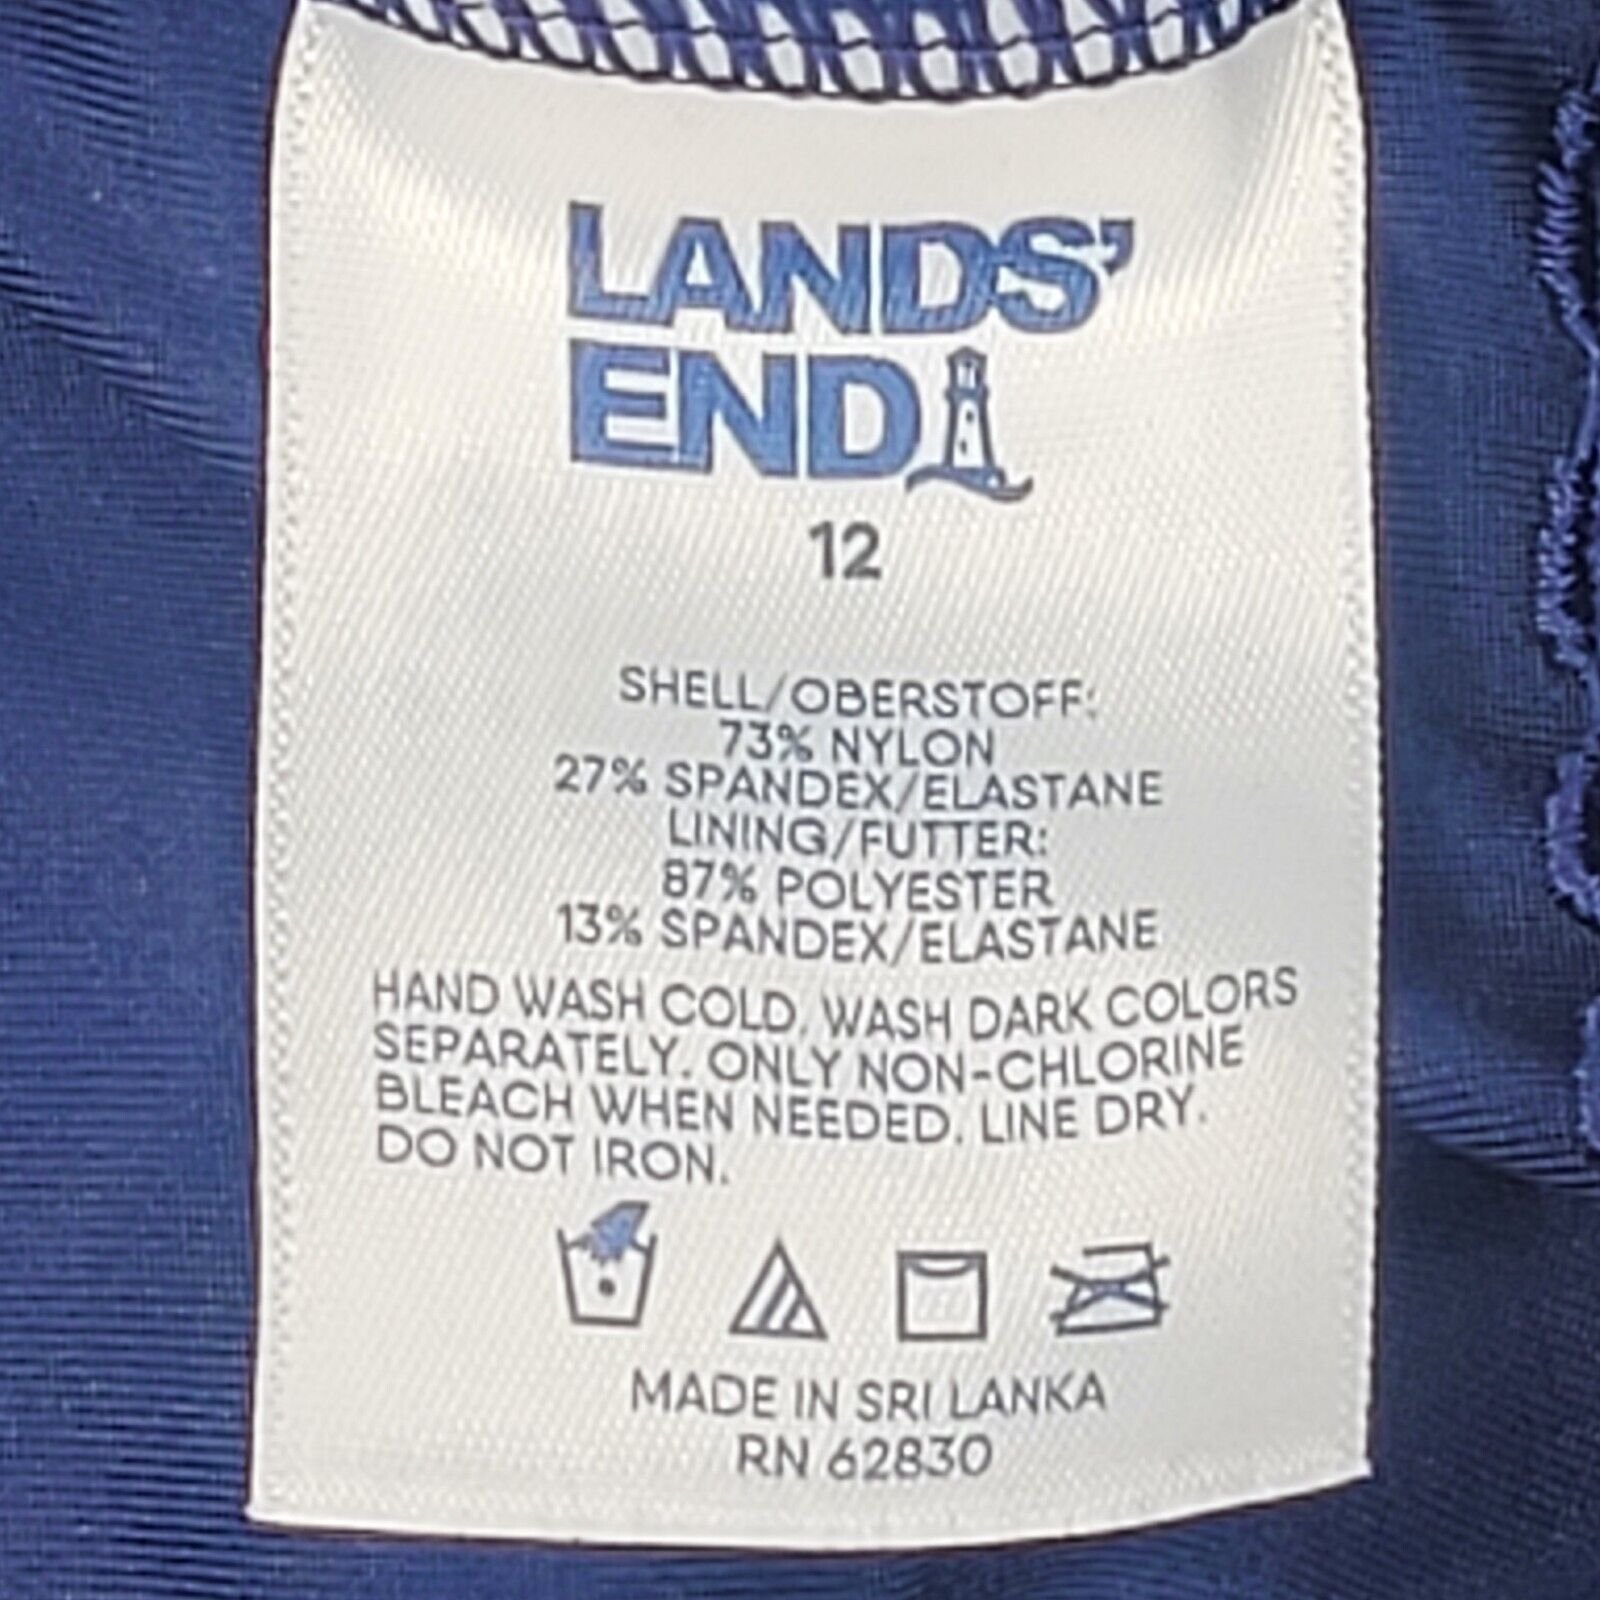 LANDS'
END
12
SHELL/OBERSTOFF:
73% NYLON
27% SPANDEX/ELASTANE
LINING/FUTTER:
87% POLYESTER
13% SPANDEX/ELASTANE
HAND WASH COLD. WASH DARK COLORS
SEPARATELY. ONLY NON-CHLORINE
BLEACH WHEN NEEDED. LINE DRY.
DO NOT IRON.
MADE IN SRI LANKA
RN 62830